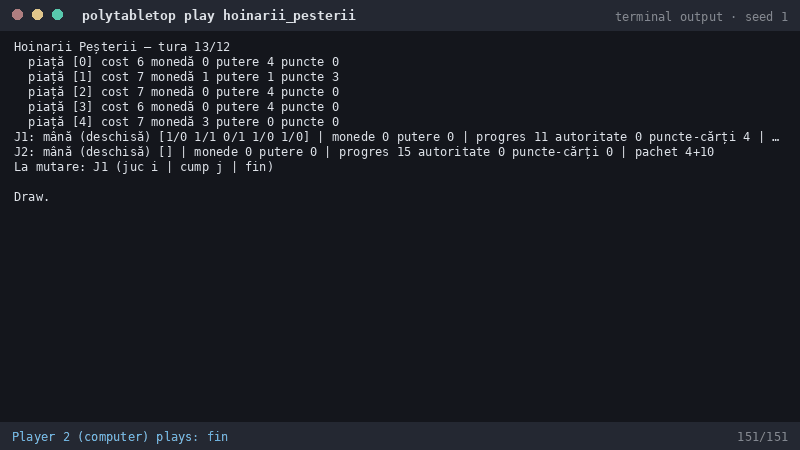 polytabletop play hoinarii_pesterii
terminal output · seed 1
Hoinarii Peșterii — tura 13/12
piață [0] cost 6 monedă 0 putere 4 puncte 0
piață [1] cost 7 monedă 1 putere 1 puncte 3
piață [2] cost 7 monedă 0 putere 4 puncte 0
piață [3] cost 6 monedă 0 putere 4 puncte 0
piață [4] cost 7 monedă 3 putere 0 puncte 0
J1: mână (deschisă) [1/0 1/1 0/1 1/0 1/0] | monede 0 putere 0 | progres 11 autoritate 0 puncte-cărți 4 | …
J2: mână (deschisă) [] | monede 0 putere 0 | progres 15 autoritate 0 puncte-cărți 0 | pachet 4+10
La mutare: J1 (juc i | cump j | fin)
Draw.
Player 2 (computer) plays: fin
151/151